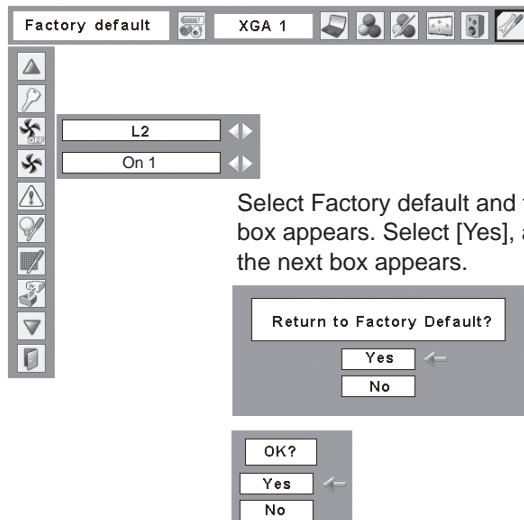 Factory default XGA 1
OFF
L2
On 1
Select Factory default and
box appears. Select [Yes],
the next box appears.
Return to Factory Default?
Yes
No
OK?
Yes
No